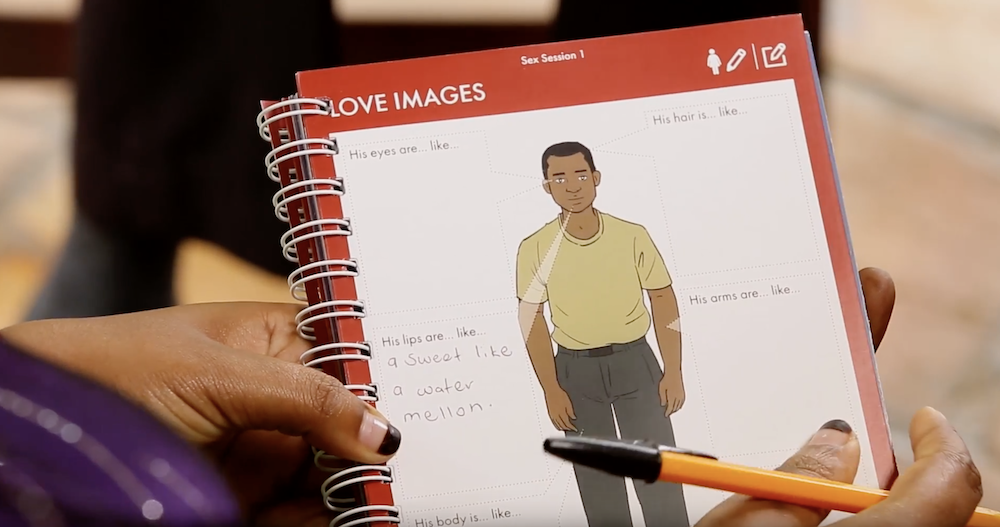 Sex Session 1
LOVE IMAGES
His eyes are... like...
His hair is... like...
His lips are... like...
a sweet like
a water
mellon.
His arms are... like...
His body is... like...